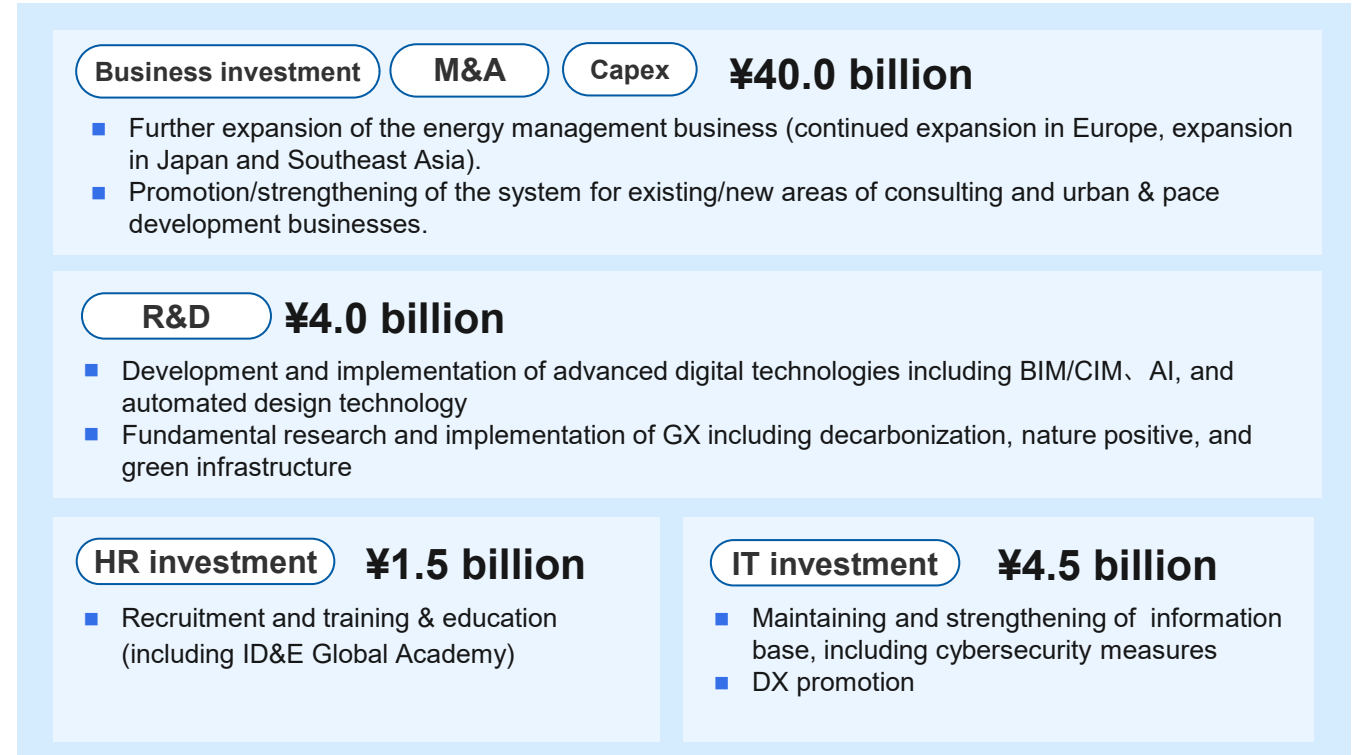 Business investment M&A Capex ¥40.0 billion
■ Further expansion of the energy management business (continued expansion in Europe, expansion
in Japan and Southeast Asia).
■ Promotion/strengthening of the system for existing/new areas of consulting and urban & pace
development businesses.
R&D ¥4.0 billion
■ Development and implementation of advanced digital technologies including BIM/CIM、AI, and
automated design technology
■ Fundamental research and implementation of GX including decarbonization, nature positive, and
green infrastructure
HR investment ¥1.5 billion
■ Recruitment and training & education
(including ID&E Global Academy)
IT investment ¥4.5 billion
■ Maintaining and strengthening of information
base, including cybersecurity measures
■ DX promotion